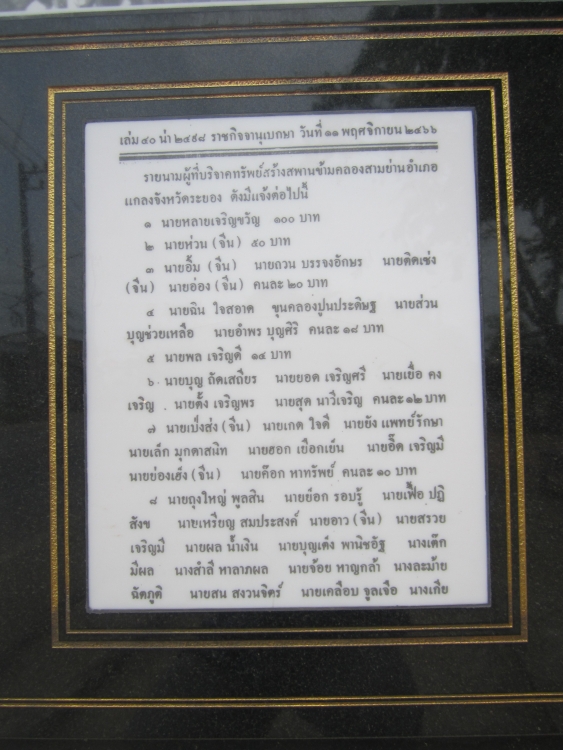 เล่ม ๔๐ น่า ๒๔๙๘ ราชกิจจานุเบกษา วันที่ ๑๑ พฤศจิกายน ๒๔๖๖
รายนามผู้ที่บริจาคทรัพย์สร้างสพานข้ามคลองสามย่านอำเภอ
แกลงจังหวัดระยอง ดังมีแจ้งต่อไปนี้
๑ นายหลายเจริญขวัญ ๑๐๐ บาท
๒ นายห่วน (จีน) ๕๐ บาท
๓ นายอิ้ม (จีน) นายถวน บรรจงอักษร นายติดเซ่ง
(จีน) นายอ่อง (จีน) คนละ ๒๐ บาท
๔ นายฉิน ใจสอาด ขุนคลองปูนประดิษฐ นายส่วน
บุญช่วยเหลือ นายอำพร บุญศิริ คนละ ๑๘ บาท
๕ นายพล เจริญดี ๑๔ บาท
๖ นายบุญ ลัดเสถียร นายยอด เจริญศรี นายเยื่อ คง
เจริญ นายตั้ง เจริญพร นายสุด นาวีเจริญ คนละ ๑๒ บาท
๗ นายเบ๋งส่ง (จีน) นายเกด ใจดี นายยัง แพทย์รักษา
นายเล็ก มุกดาสนิท นายฮอก เยือกเย็น นายอี๊ด เจริญมี
นายย่องเฮ้ง (จีน) นายค๊อก หาทรัพย์ คนละ ๑๐ บาท
๘ นายถุงใหญ่ พูลสิน นายย๊อก รอบรู้ นายเฟื้อ ปฏิ
สังข นายเหรียญ สมประสงค์ นายอาว (จีน) นายสรวย
เจริญมี นายผล น้ำเงิน นายบุญเต็ง พานิชอัฐ นางเต๊ก
มีผล นางสำลี หาลาภผล นายจ้อย หาญกล้า นางละม้าย
ฉัตภูติ นายสน สงวนจิตร์ นายเคลือบ จูลเจือ นางเกีย